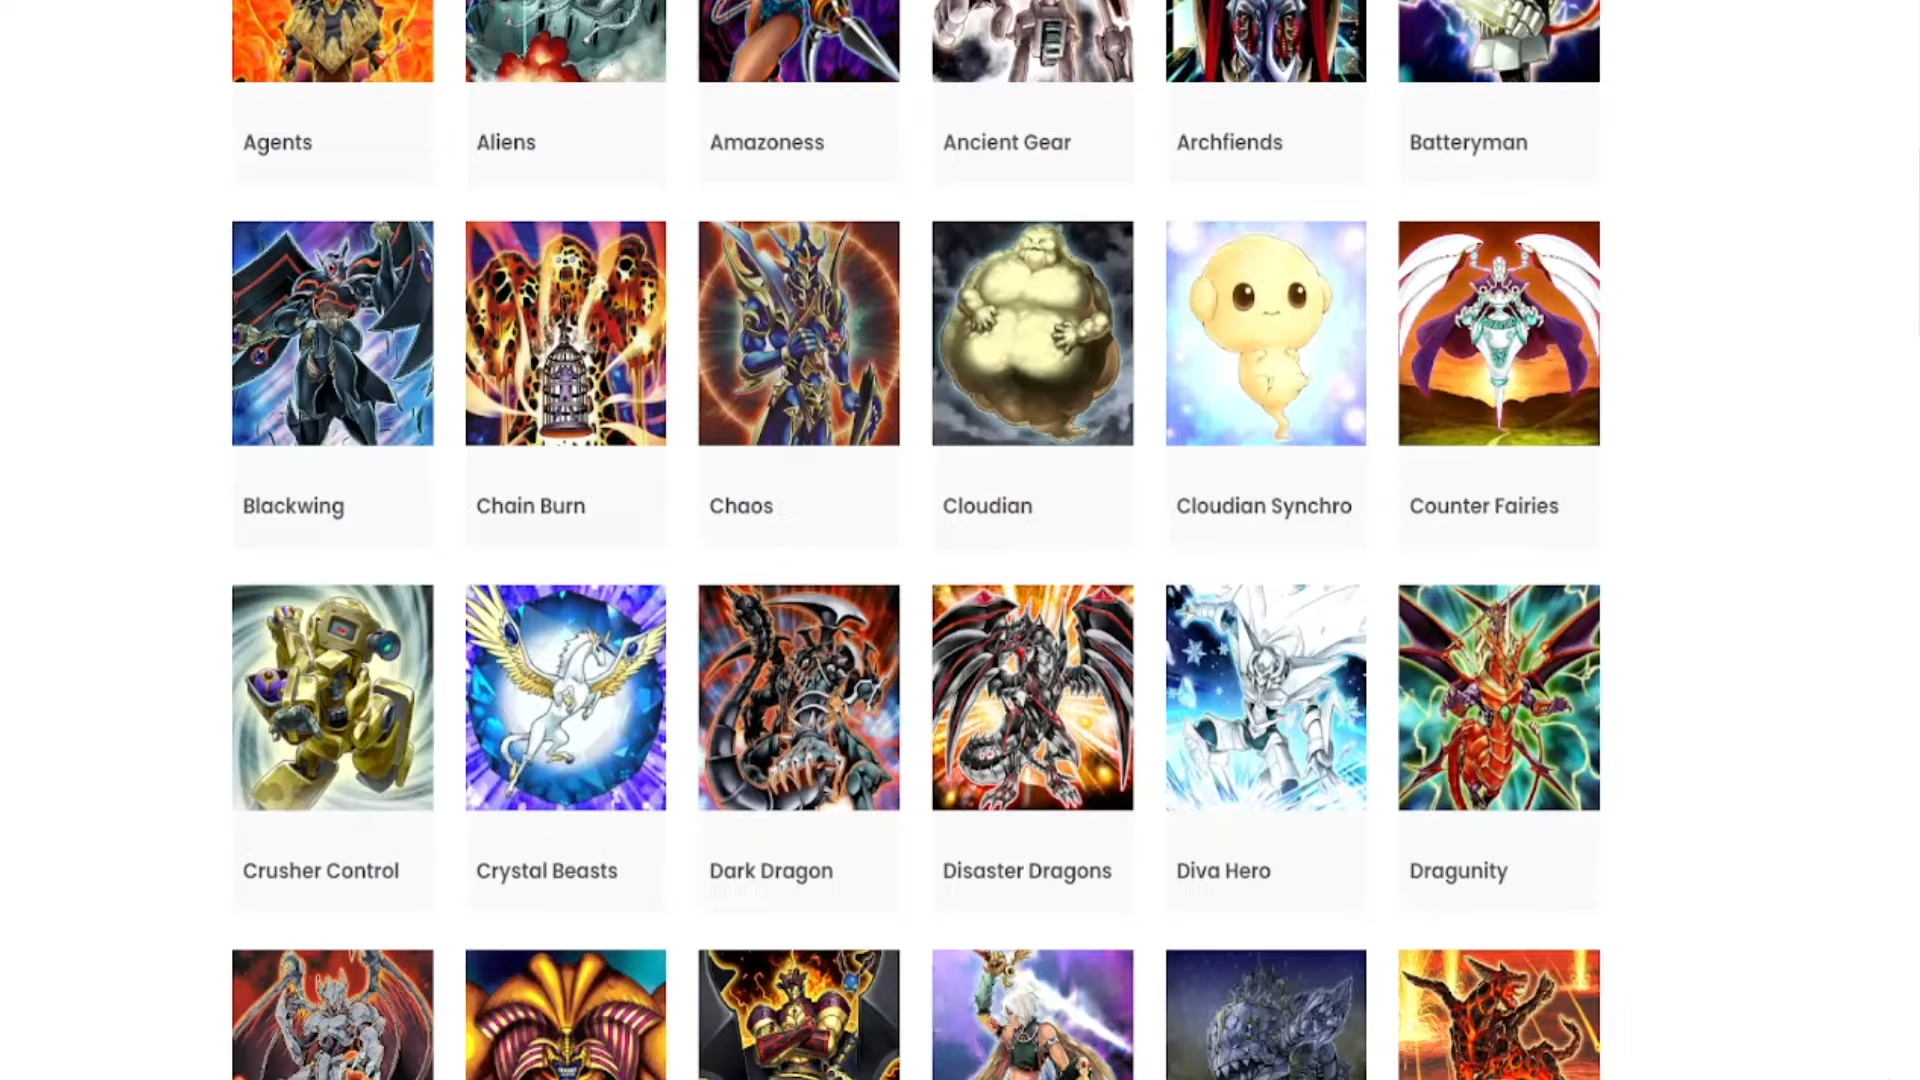 Agents
Aliens
Amazoness
Ancient Gear
Archfiends
Batteryman
Blackwing
Chain Burn
Chaos
Cloudian
Cloudian Synchro
Counter Fairies
Crusher Control
Crystal Beasts
Dark Dragon
Disaster Dragons
Diva Hero
Dragunity